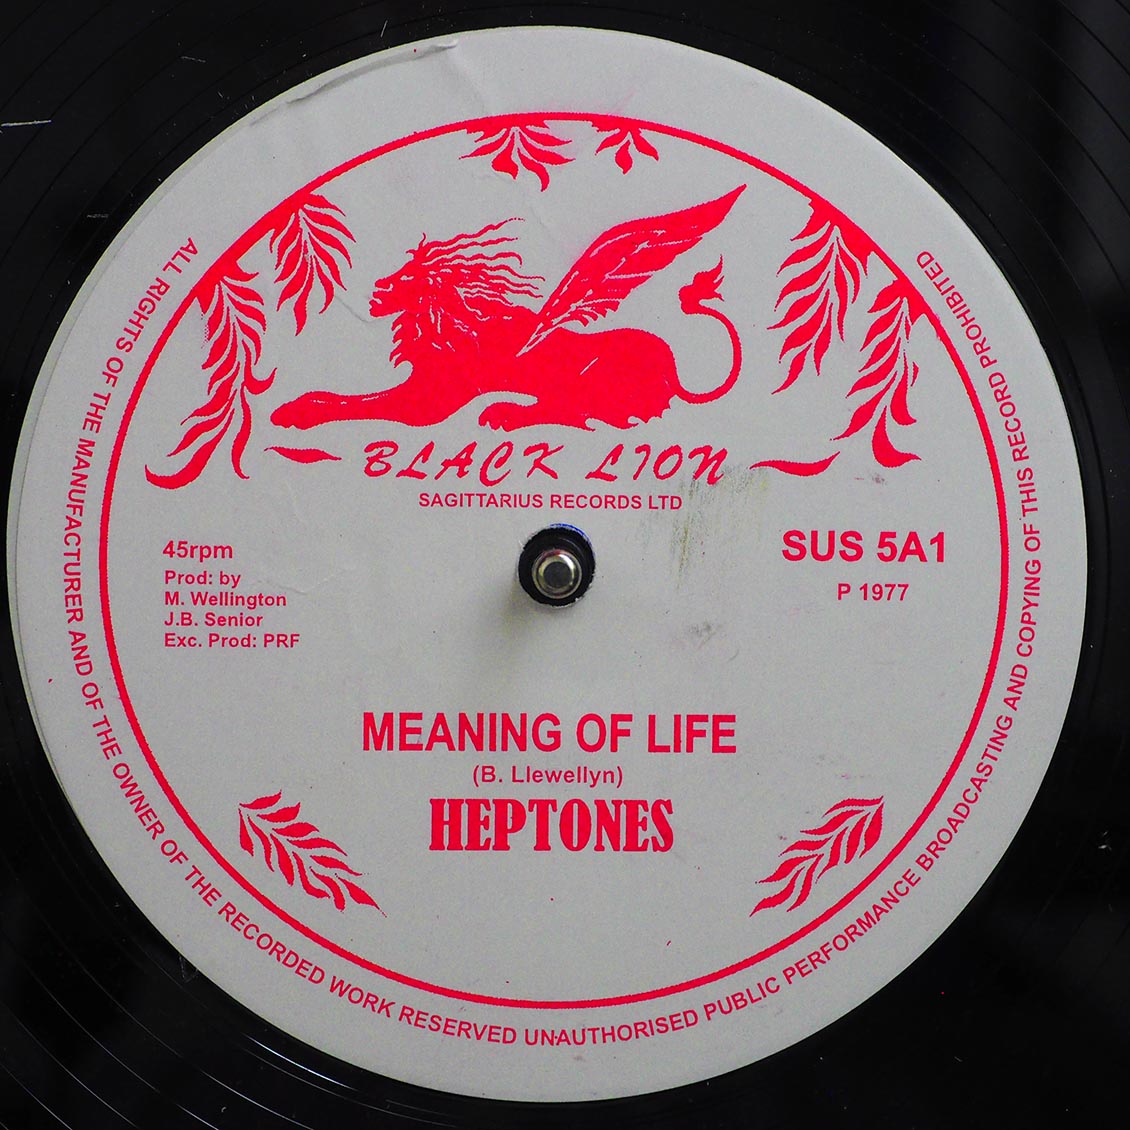 BLACK LION
SAGITTARIUS RECORDS LTD
45rpm
Prod: by
M. Wellington
J.B. Senior
Exc. Prod: PRF
SUS 5A1
P 1977
MEANING OF LIFE
(B. Llewellyn)
HEPTONES
ALL RIGHTS OF THE MANUFACTURER AND OF THE OWNER OF THE RECORDED WORK RESERVED UNAUTHORISED PUBLIC PERFORMANCE BROADCASTING AND COPYING OF THIS RECORD PROHIBITED